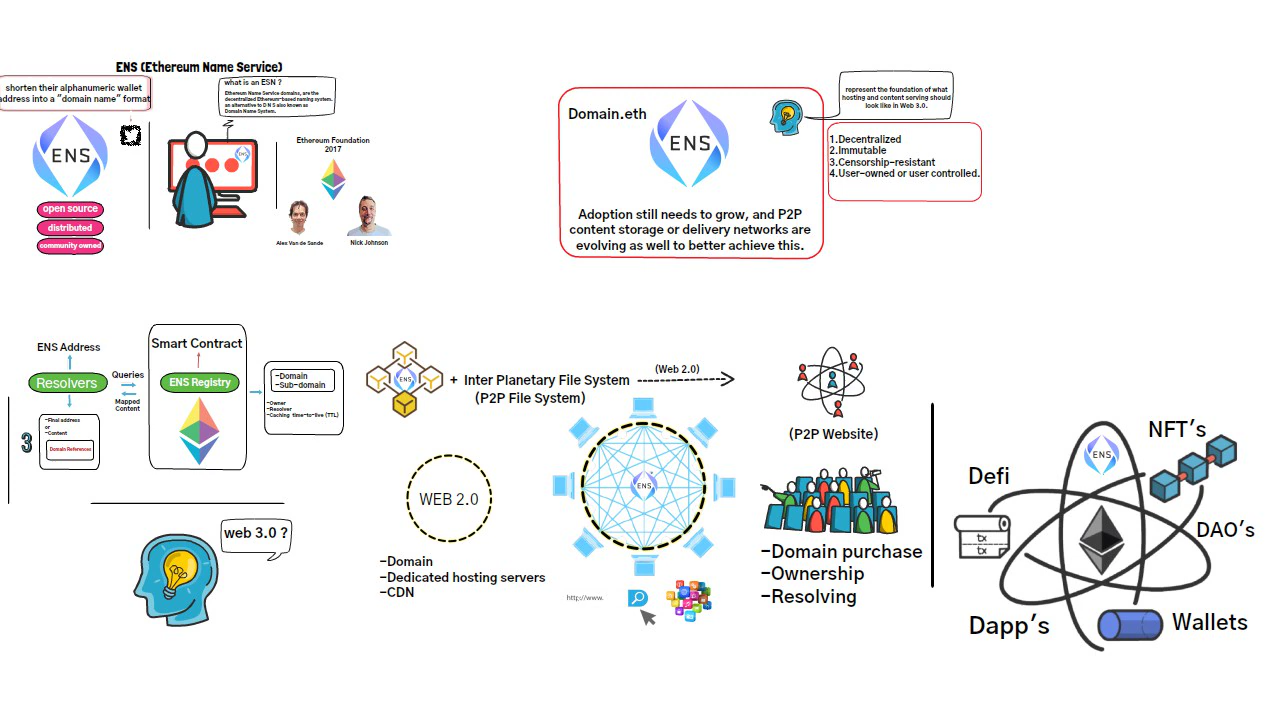 ENS (Ethereum Name Service)
shorten their alphanumeric wallet
address into a "domain name" format
ENS
open source
distributed
community owned
what is an ESN ?
Ethereum Name Service domains, are the
decentralized Ethereum-based naming system.
an alternative to D N S also known as
Domain Name System.
Ethereum Foundation
2017
Alex Van de Sande
Nick Johnson
Domain.eth
ENS
Adoption still needs to grow, and P2P
content storage or delivery networks are
evolving as well to better achieve this.
represent the foundation of what
hosting and content serving should
look like in Web 3.0.
1.Decentralized
2.Immutable
3.Censorship-resistant
4.User-owned or user controlled.
ENS Address
Resolvers
Queries
Mapped
Content
3
-Final address
or
-Content
Domain References
Smart Contract
ENS Registry
-Domain
-Sub-domain
-Owner
-Resolver
-Caching time-to-live (TTL)
web 3.0 ?
ENS
+ Inter Planetary File System
(P2P File System)
(Web 2.0)
(P2P Website)
WEB 2.0
-Domain
-Dedicated hosting servers
-CDN
ENS
http://www.
-Domain purchase
-Ownership
-Resolving
ENS
NFT's
Defi
tx
tx
DAO's
Dapp's
Wallets